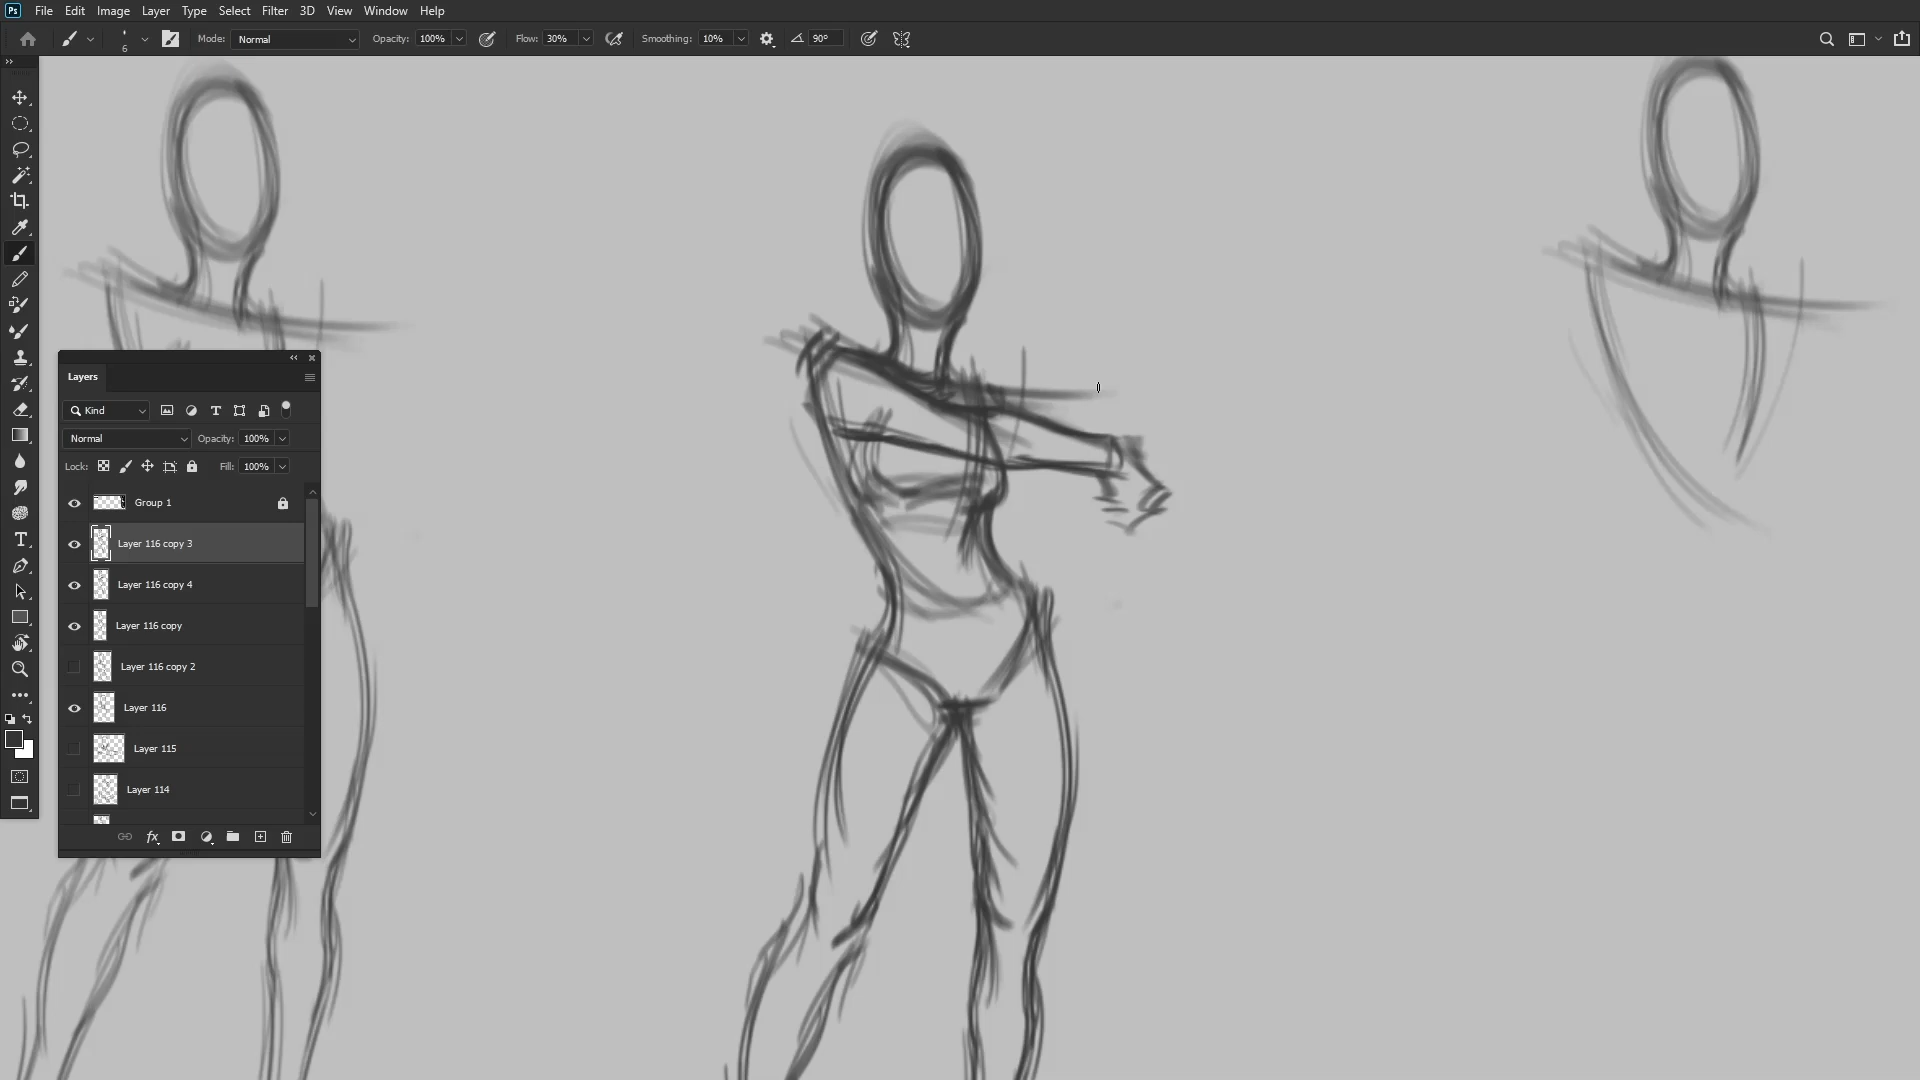 Ps File Edit Image Layer Type Select Filter 3D View Window Help
6 Mode: Normal Opacity: 100% Flow: 30% Smoothing: 10% 90°
Layers
Kind
Normal Opacity: 100%
Lock: Fill: 100%
Group 1
Layer 116 copy 3
Layer 116 copy 4
Layer 116 copy
Layer 116 copy 2
Layer 116
Layer 115
Layer 114
fx